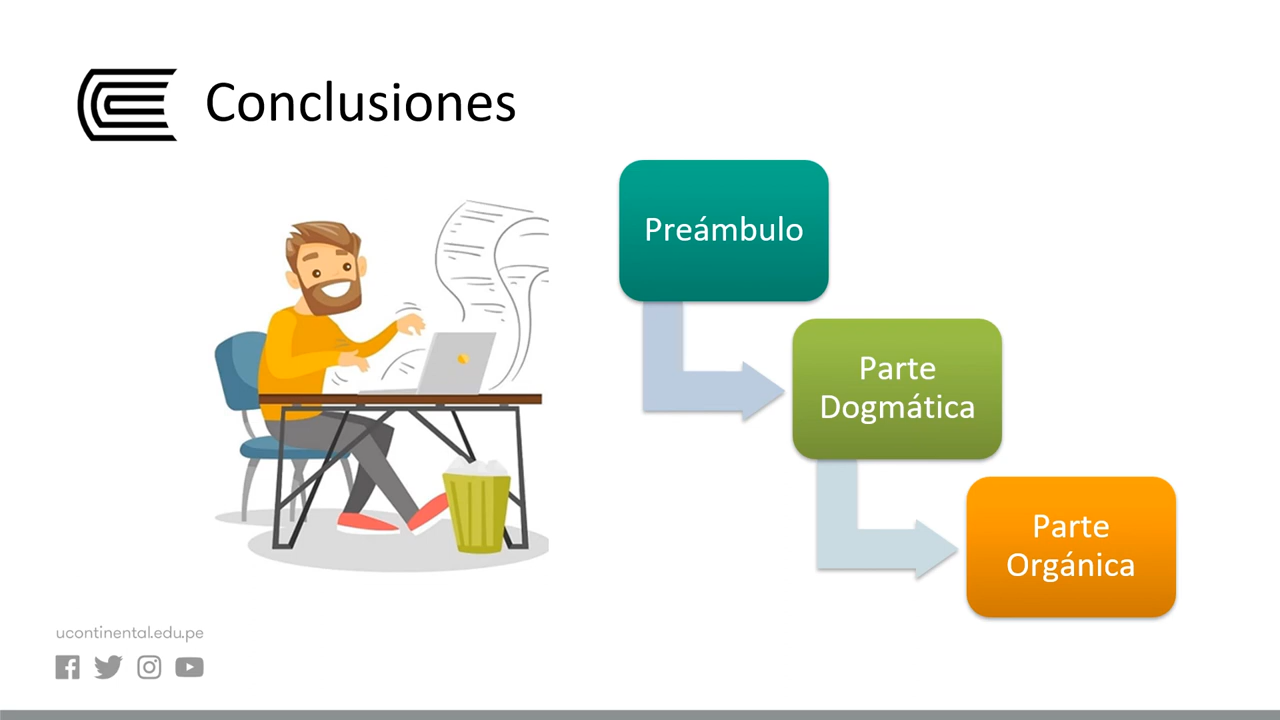 Conclusiones
Preámbulo
Parte
Dogmática
Parte
Orgánica
ucontinental.edu.pe